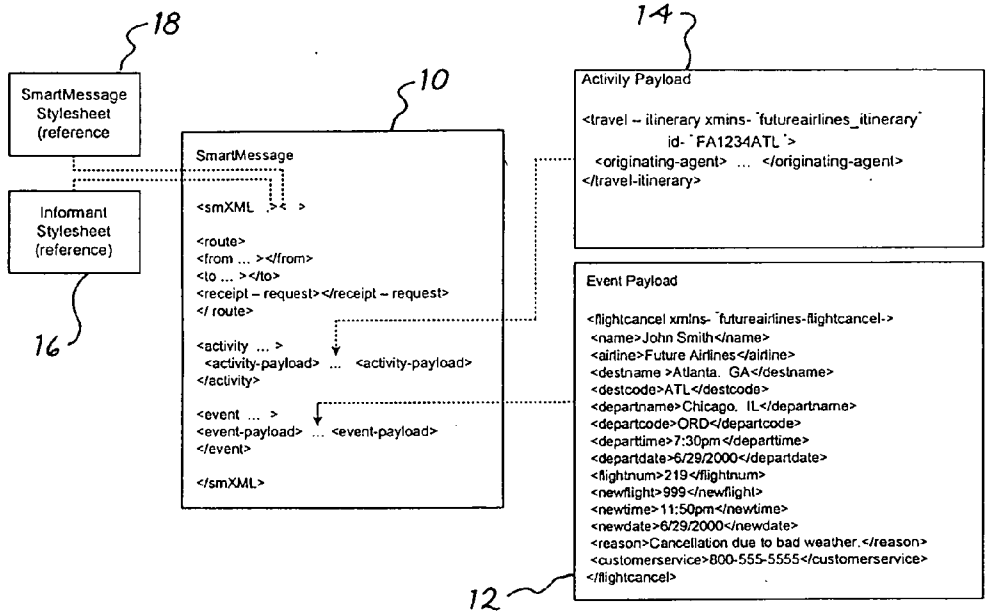 18
SmartMessage
Stylesheet
(reference
Informant
Stylesheet
(reference)
16
10
SmartMessage
<smXML .>< >
<route>
<from ... ></from>
<to ... ></to>
<receipt – request></receipt – request>
</ route>
<activity ... >
<activity-payload> ... <activity-payload>
</activity>
<event ... >
<event-payload> ... <event-payload>
</event>
</smXML>
14
Activity Payload
<travel – itinerary xmlns- ¨futureairlines_itinerary¨
id- ¨FA1234ATL¨>
<originating-agent> ... </originating-agent>
</travel-itinerary>
Event Payload
<flightcancel xmlns- ¨futureairlines-flightcancel->
<name>John Smith</name>
<airline>Future Airlines</airline>
<destname >Atlanta. GA</destname>
<destcode>ATL</destcode>
<departname>Chicago. IL</departname>
<departcode>ORD</departcode>
<departtime>7:30pm</departtime>
<departdate>6/29/2000</departdate>
<flightnum>219</flightnum>
<newflight>999</newflight>
<newtime>11:50pm</newtime>
<newdate>6/29/2000</newdate>
<reason>Cancellation due to bad weather.</reason>
<customerservice>800-555-5555</customerservice>
</flightcancel>
12